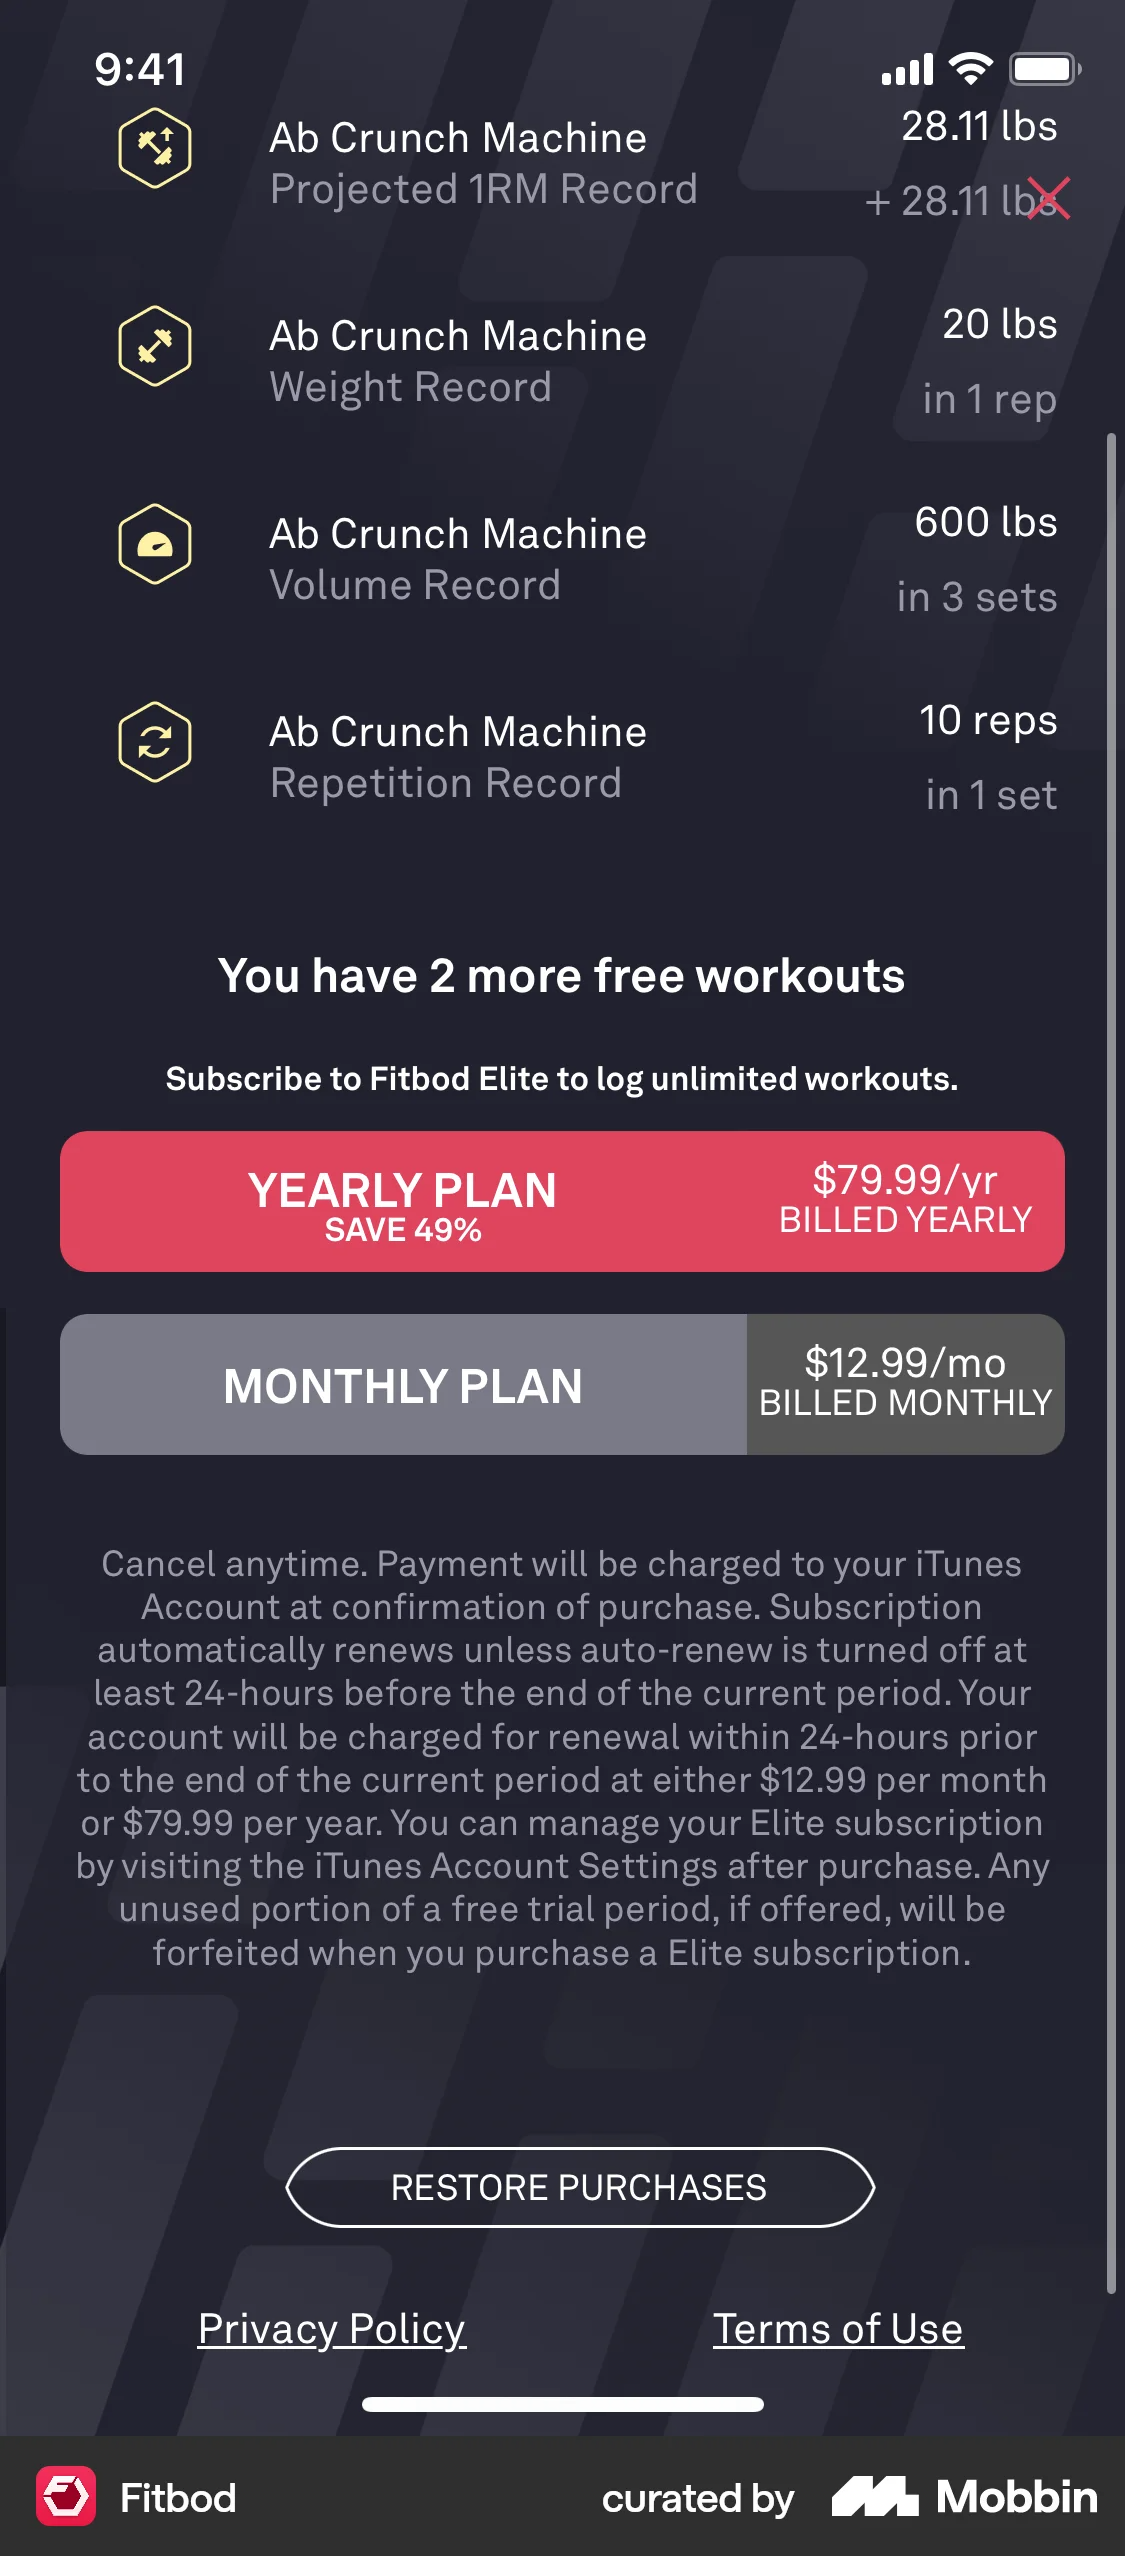 9:41
Ab Crunch Machine
28.11 lbs
Projected 1RM Record
+ 28.11 lbs
Ab Crunch Machine
20 lbs
Weight Record
in 1 rep
Ab Crunch Machine
600 lbs
Volume Record
in 3 sets
Ab Crunch Machine
10 reps
Repetition Record
in 1 set
You have 2 more free workouts
Subscribe to Fitbod Elite to log unlimited workouts.
YEARLY PLAN
SAVE 49%
$79.99/yr
BILLED YEARLY
MONTHLY PLAN
$12.99/mo
BILLED MONTHLY
Cancel anytime. Payment will be charged to your iTunes
Account at confirmation of purchase. Subscription
automatically renews unless auto-renew is turned off at
least 24-hours before the end of the current period. Your
account will be charged for renewal within 24-hours prior
to the end of the current period at either $12.99 per month
or $79.99 per year. You can manage your Elite subscription
by visiting the iTunes Account Settings after purchase. Any
unused portion of a free trial period, if offered, will be
forfeited when you purchase a Elite subscription.
RESTORE PURCHASES
Privacy Policy
Terms of Use
Fitbod
curated by
Mobbin